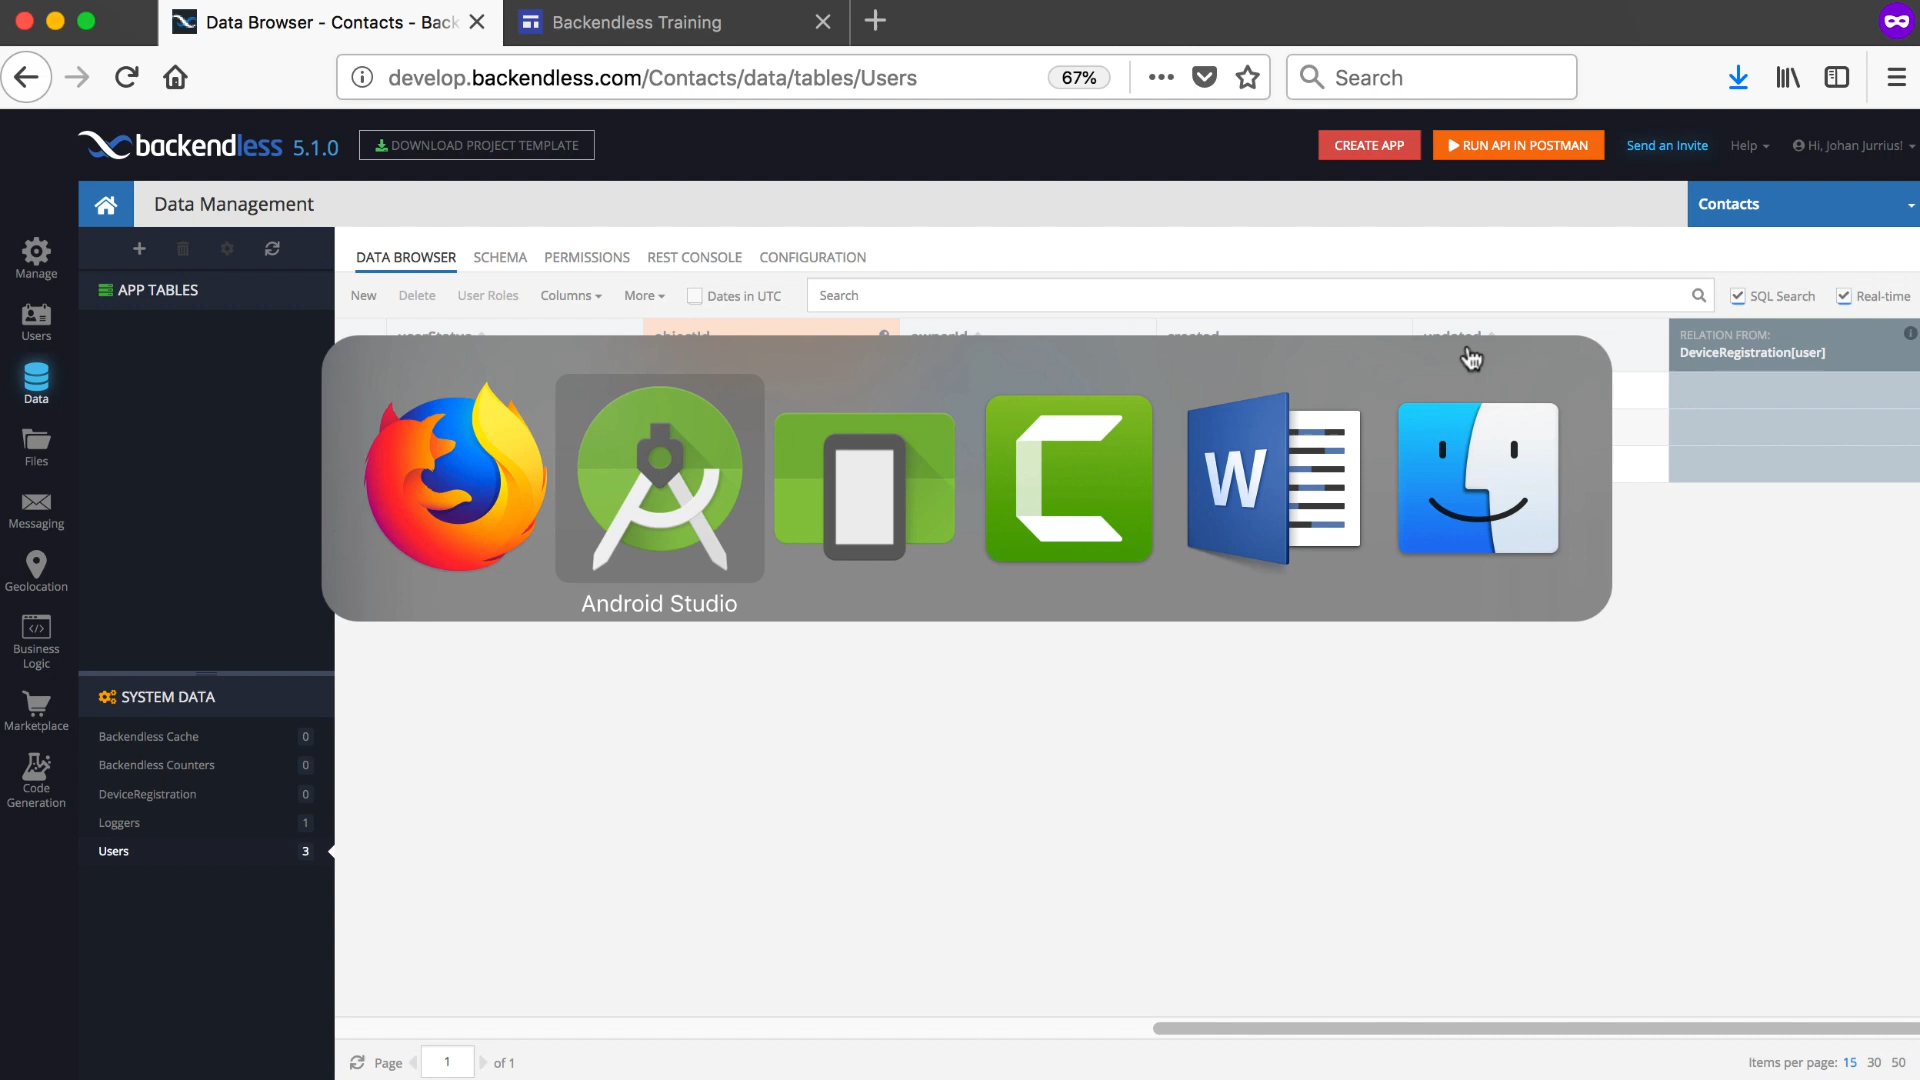 Data Browser - Contacts - Back
Backendless Training
develop.backendless.com/Contacts/data/tables/Users
67%
Search
backendless 5.1.0
DOWNLOAD PROJECT TEMPLATE
CREATE APP
RUN API IN POSTMAN
Send an Invite
Help
Hi, Johan Jurrius!
Data Management
Contacts
Manage
Users
Data
Files
Messaging
Geolocation
Business
Logic
Marketplace
Code
Generation
APP TABLES
DATA BROWSER
SCHEMA
PERMISSIONS
REST CONSOLE
CONFIGURATION
New
Delete
User Roles
Columns
More
Dates in UTC
Search
SQL Search
Real-time
userStatus
objectId
ownerId
created
updated
RELATION FROM:
DeviceRegistration[user]
W
Android Studio
SYSTEM DATA
Backendless Cache 0
Backendless Counters 0
DeviceRegistration 0
Loggers 1
Users 3
Page 1 of 1
Items per page: 15 30 50